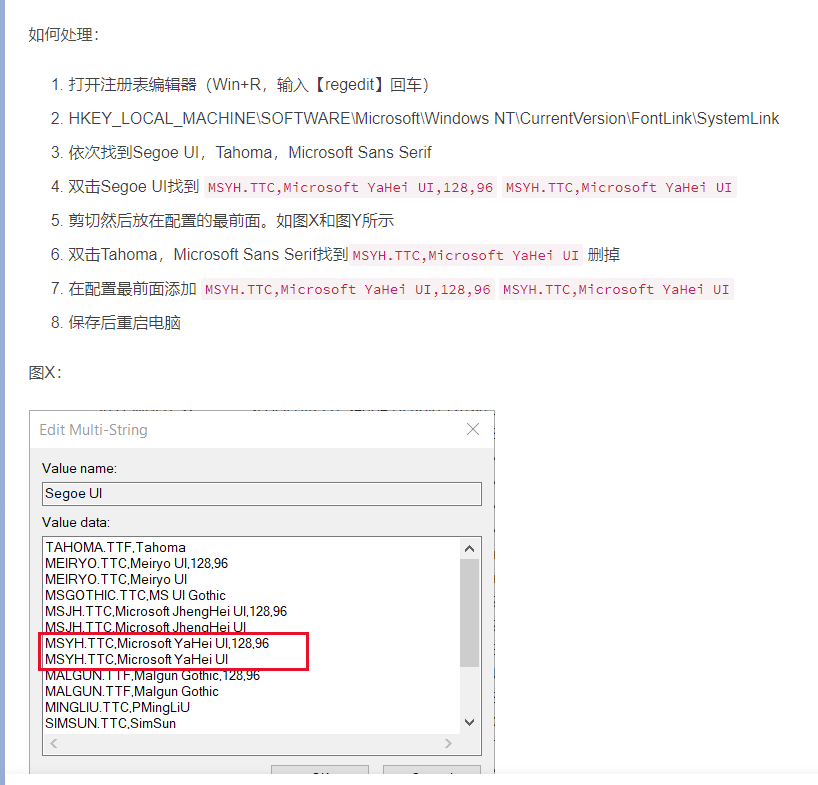 如何处理：
1. 打开注册表编辑器（Win+R，输入【regedit】回车）
2. HKEY_LOCAL_MACHINE\SOFTWARE\Microsoft\Windows NT\CurrentVersion\FontLink\SystemLink
3. 依次找到Segoe UI，Tahoma，Microsoft Sans Serif
4. 双击Segoe UI找到 MSYH.TTC,Microsoft YaHei UI,128,96 MSYH.TTC,Microsoft YaHei UI
5. 剪切然后放在配置的最前面。如图X和图Y所示
6. 双击Tahoma，Microsoft Sans Serif找到 MSYH.TTC,Microsoft YaHei UI 删掉
7. 在配置最前面添加 MSYH.TTC,Microsoft YaHei UI,128,96 MSYH.TTC,Microsoft YaHei UI
8. 保存后重启电脑
图X：
Edit Multi-String
Value name:
Segoe UI
Value data:
TAHOMA.TTF,Tahoma
MEIRYO.TTC,Meiryo UI,128,96
MEIRYO.TTC,Meiryo UI
MSGOTHIC.TTC,MS UI Gothic
MSJH.TTC,Microsoft JhengHei UI,128,96
MSJH.TTC,Microsoft JhengHei UI
MSYH.TTC,Microsoft YaHei UI,128,96
MSYH.TTC,Microsoft YaHei UI
MALGUN.TTF,Malgun Gothic,128,96
MALGUN.TTF,Malgun Gothic
MINGLIU.TTC,PMingLiU
SIMSUN.TTC,SimSun